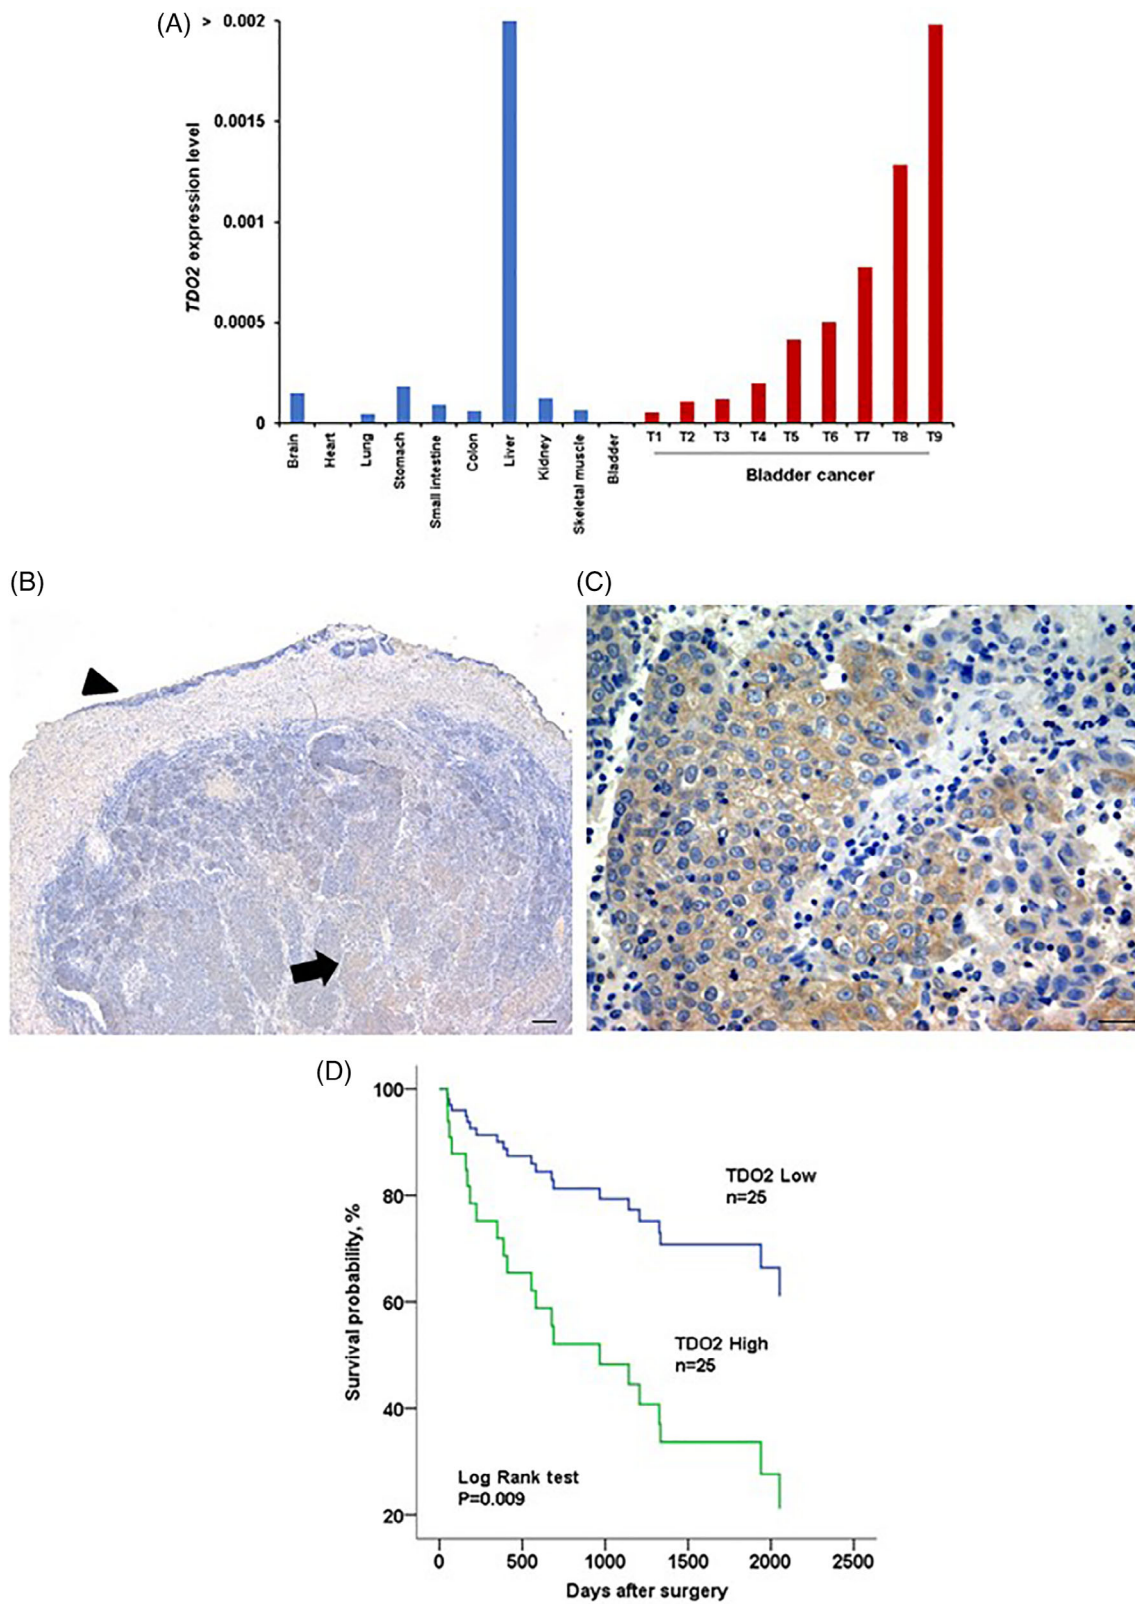 (A)
> 0.002
0.0015
0.001
0.0005
0
TDO2 expression level
Brain
Heart
Lung
Stomach
Small intestine
Colon
Liver
Kidney
Skeletal muscle
Bladder
T1 T2 T3 T4 T5 T6 T7 T8 T9
Bladder cancer
(B)
(C)
(D)
100
80
60
40
20
Survival probability, %
TDO2 Low
n=25
TDO2 High
n=25
Log Rank test
P=0.009
0 500 1000 1500 2000 2500
Days after surgery